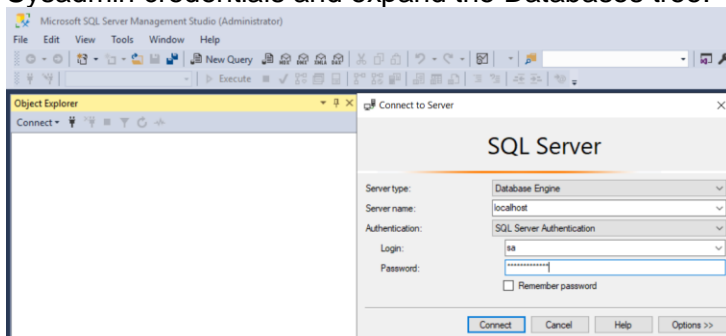 Sysadmin credentials and expand the Databases tree.
Microsoft SQL Server Management Studio (Administrator)
File Edit View Tools Window Help
New Query
Execute
Object Explorer
Connect
Connect to Server
SQL Server
Server type: Database Engine
Server name: localhost
Authentication: SQL Server Authentication
Login: sa
Password: *************
Remember password
Connect Cancel Help Options >>